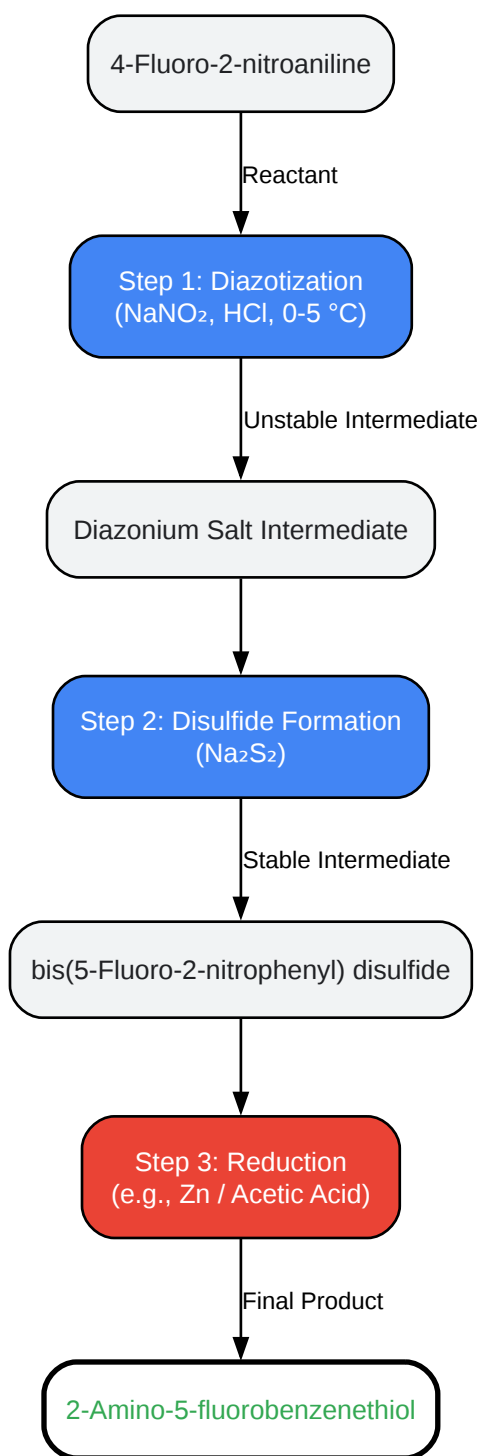 4-Fluoro-2-nitroaniline
Reactant
Step 1: Diazotization
(NaNO₂, HCl, 0-5 °C)
Unstable Intermediate
Diazonium Salt Intermediate
Step 2: Disulfide Formation
(Na₂S₂)
Stable Intermediate
bis(5-Fluoro-2-nitrophenyl) disulfide
Step 3: Reduction
(e.g., Zn / Acetic Acid)
Final Product
2-Amino-5-fluorobenzenethiol